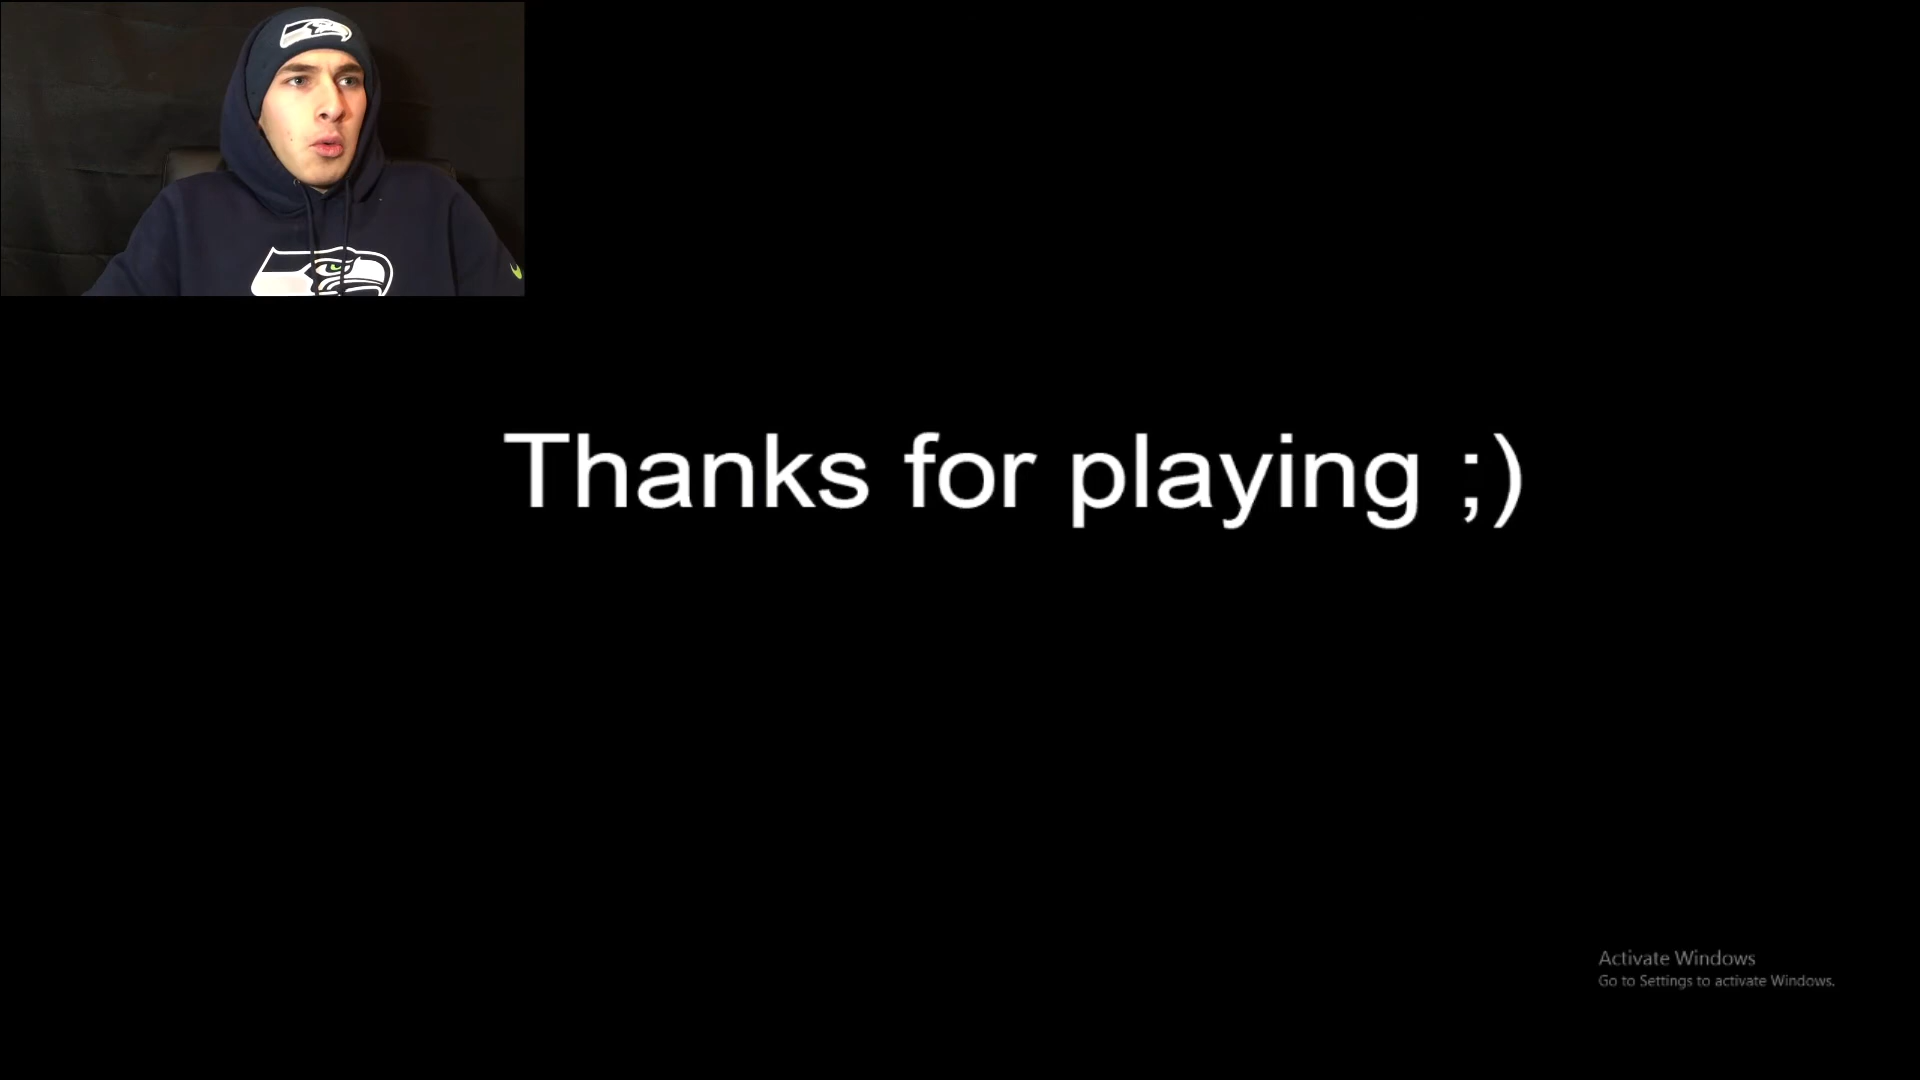 Thanks for playing ;)
Activate Windows
Go to Settings to activate Windows.